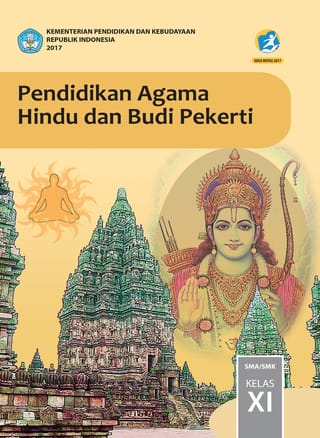 KEMENTERIAN PENDIDIKAN DAN KEBUDAYAAN
REPUBLIK INDONESIA
2017
EDISI REVISI 2017
Pendidikan Agama
Hindu dan Budi Pekerti
SMA/SMK
KELAS
XI